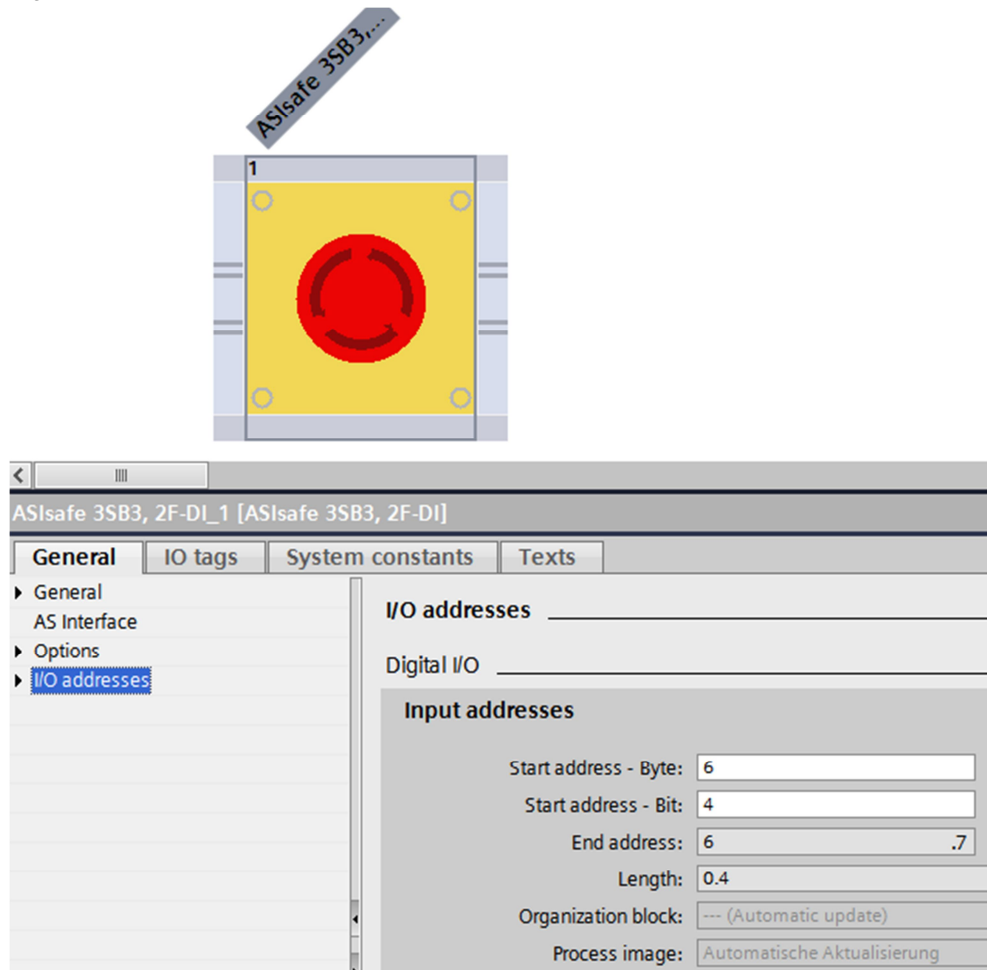 ASIsafe 3SB3,...
1
ASIsafe 3SB3, 2F-DI_1 [ASIsafe 3SB3, 2F-DI]
General IO tags System constants Texts
General
AS Interface
Options
I/O addresses
I/O addresses
Digital I/O
Input addresses
Start address - Byte: 6
Start address - Bit: 4
End address: 6 .7
Length: 0.4
Organization block: --- (Automatic update)
Process image: Automatische Aktualisierung